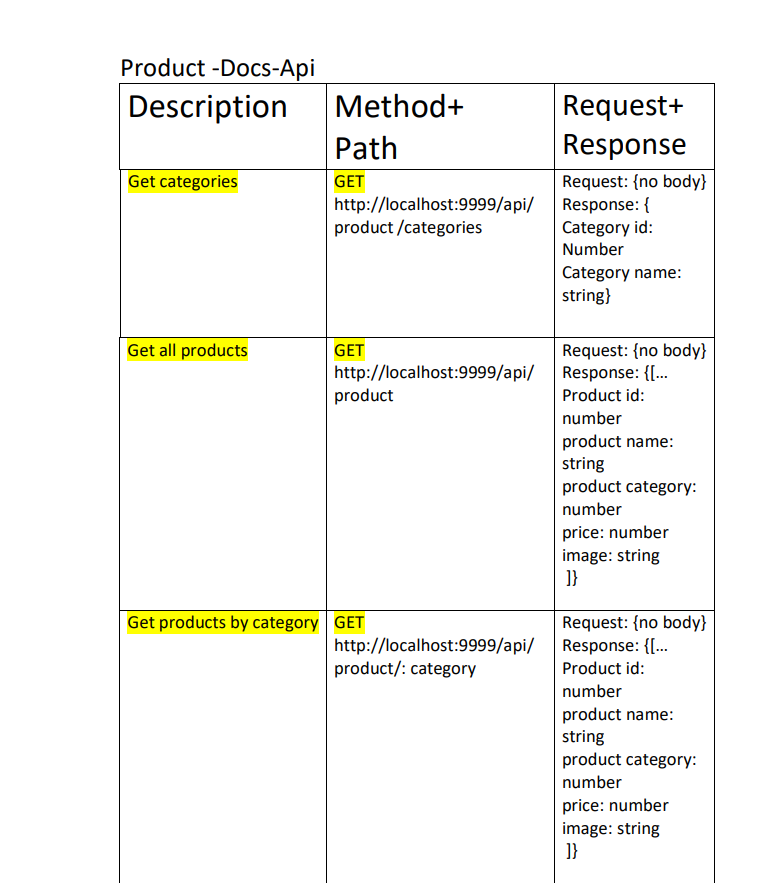 Product -Docs-Api
Description
Method+
Path
Request+
Response
Get categories
GET
http://localhost:9999/api/
product /categories
Request: {no body}
Response: {
Category id:
Number
Category name:
string}
Get all products
GET
http://localhost:9999/api/
product
Request: {no body}
Response: {[...
Product id:
number
product name:
string
product category:
number
price: number
image: string
]}
Get products by category
GET
http://localhost:9999/api/
product/: category
Request: {no body}
Response: {[...
Product id:
number
product name:
string
product category:
number
price: number
image: string
]}